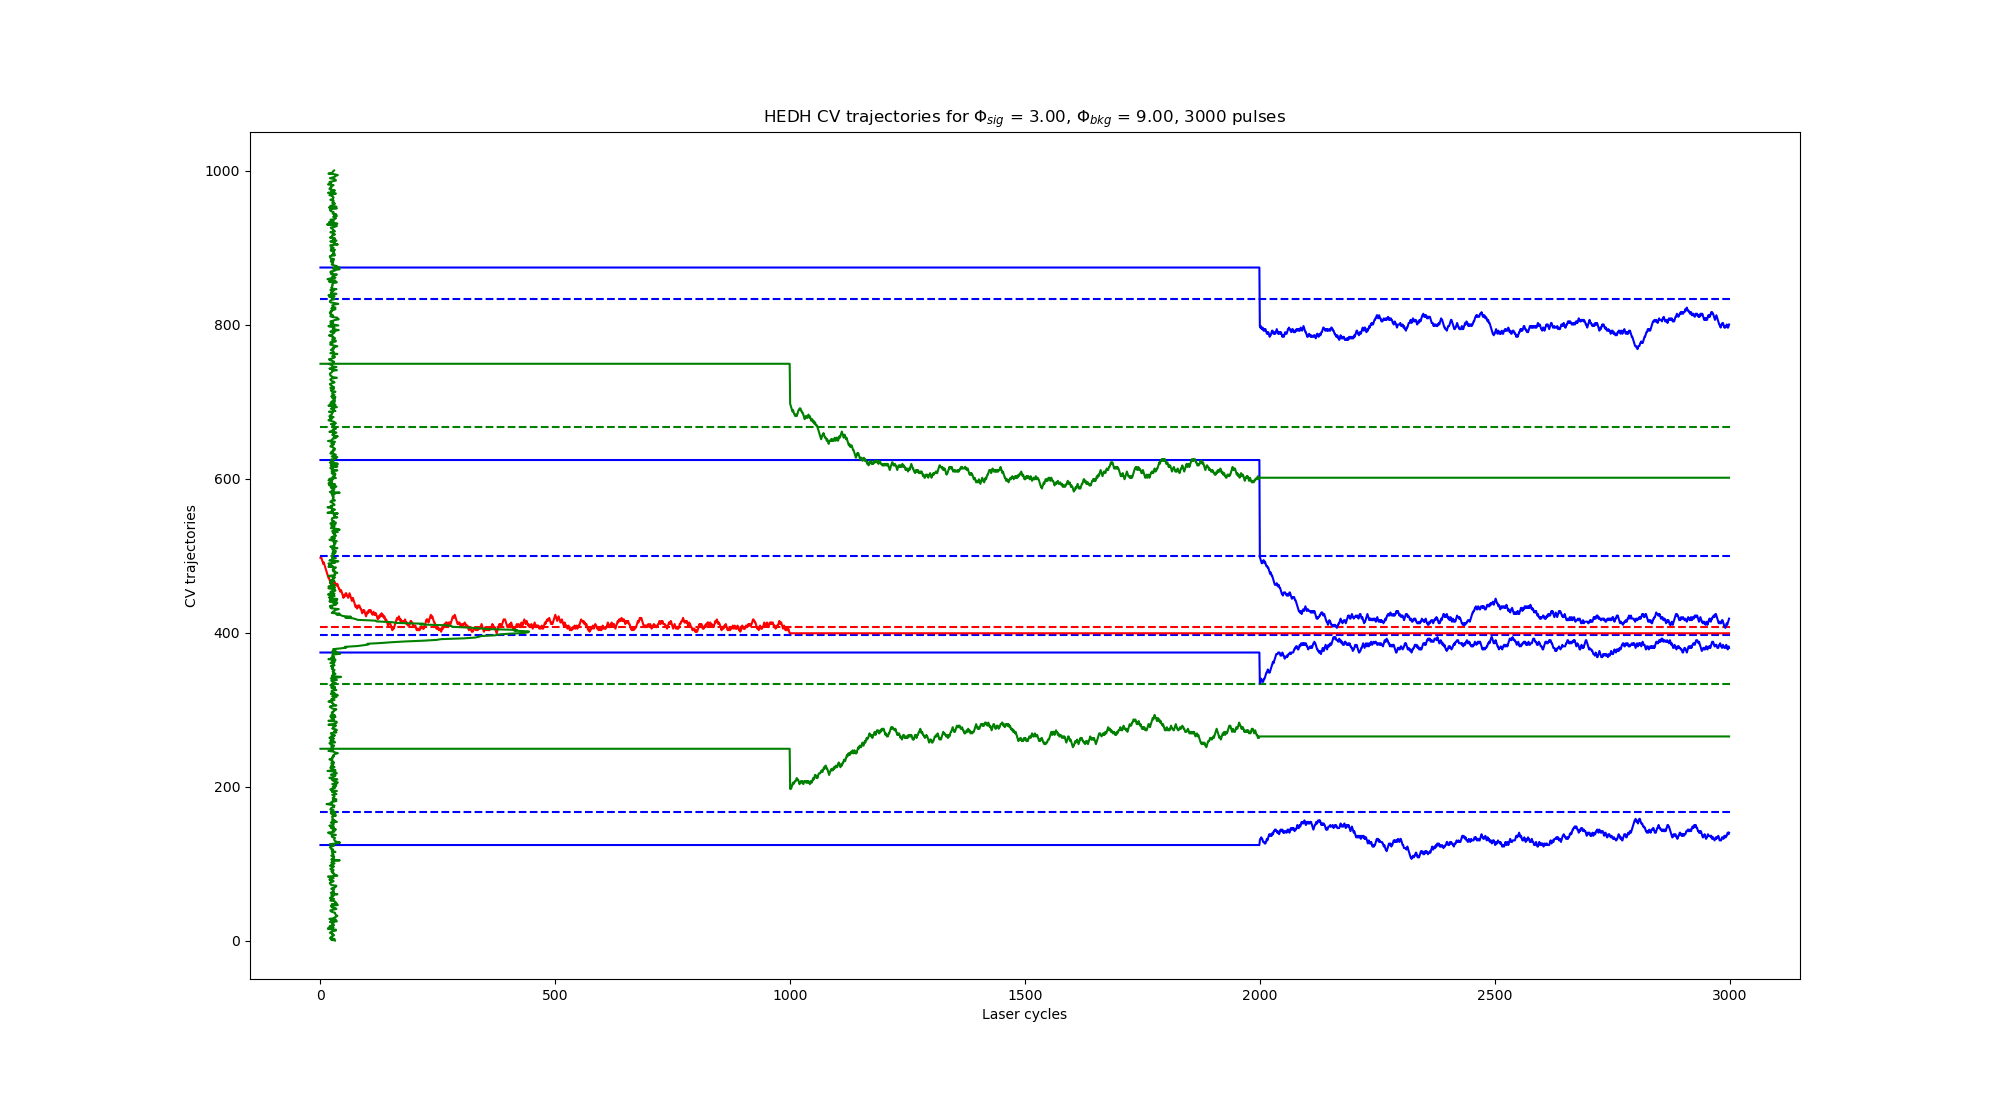 HEDH CV trajectories for Φsig = 3.00, Φbkg = 9.00, 3000 pulses
1000
800
600
400
200
0
CV trajectories
0 500 1000 1500 2000 2500 3000
Laser cycles